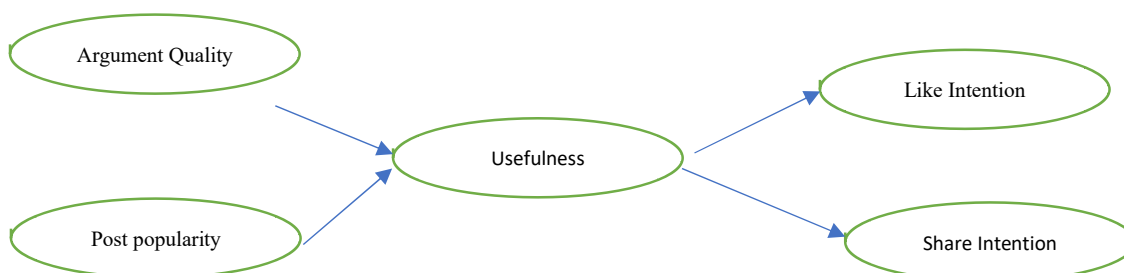 Argument Quality
Like Intention
Usefulness
Post popularity
Share Intention